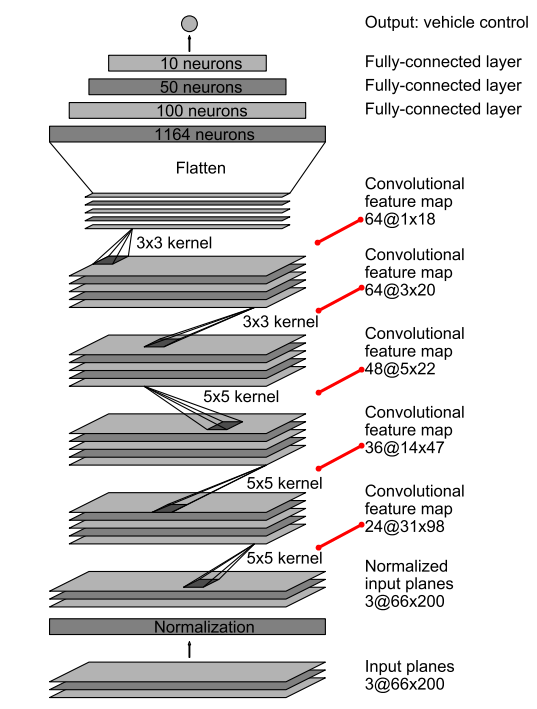 Output: vehicle control
10 neurons
Fully-connected layer
50 neurons
Fully-connected layer
100 neurons
Fully-connected layer
1164 neurons
Flatten
Convolutional
feature map
64@1x18
3x3 kernel
Convolutional
feature map
64@3x20
3x3 kernel
Convolutional
feature map
48@5x22
5x5 kernel
Convolutional
feature map
36@14x47
5x5 kernel
Convolutional
feature map
24@31x98
5x5 kernel
Normalized
input planes
3@66x200
Normalization
Input planes
3@66x200